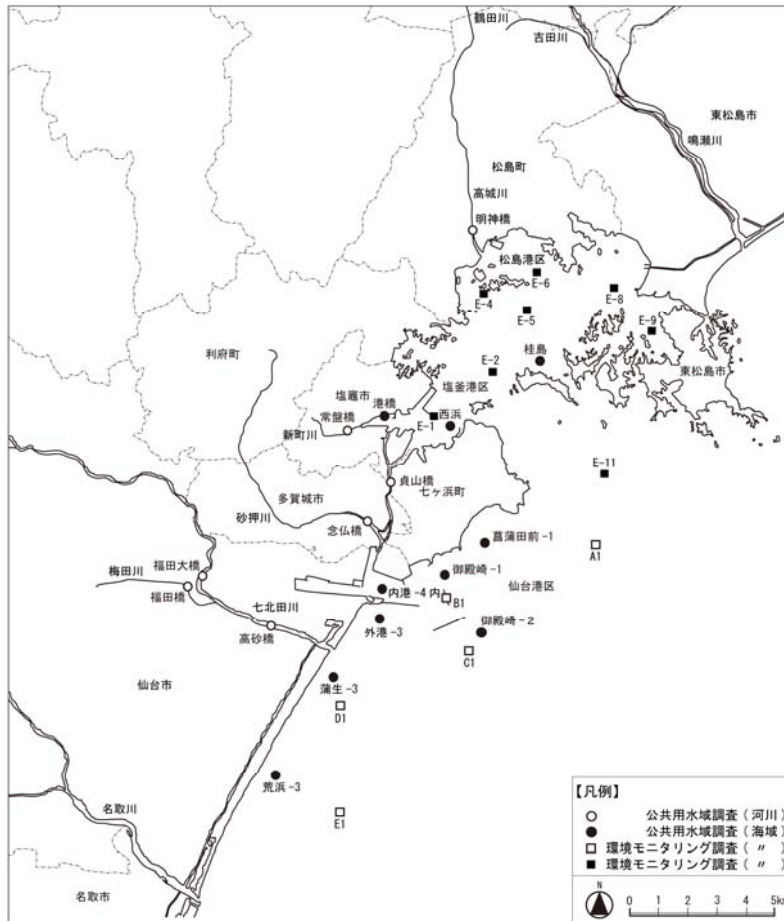 鶴田川
吉田川
東松島市
鳴瀬川
松島町
高城川
明神橋
松島港区
E-6
E-4
E-8
E-5
E-9
利府町
桂島
E-2
東松島市
塩竈市
塩釜港区
港橋
常盤橋
西浜
E-1
新町川
E-11
貞山橋
七ヶ浜町
多賀城市
砂押川
念仏橋
菖蒲田前-1
A1
福田大橋
梅田川
御殿崎-1
仙台港区
福田橋
内港-4 内
B1
七北田川
外港-3
御殿崎-2
高砂橋
C1
仙台市
蒲生-3
D1
荒浜-3
名取川
E1
名取市
【凡例】
公共用水域調査(河川)
公共用水域調査(海域)
環境モニタリング調査(〃)
環境モニタリング調査(〃)
N
0 1 2 3 4 5km